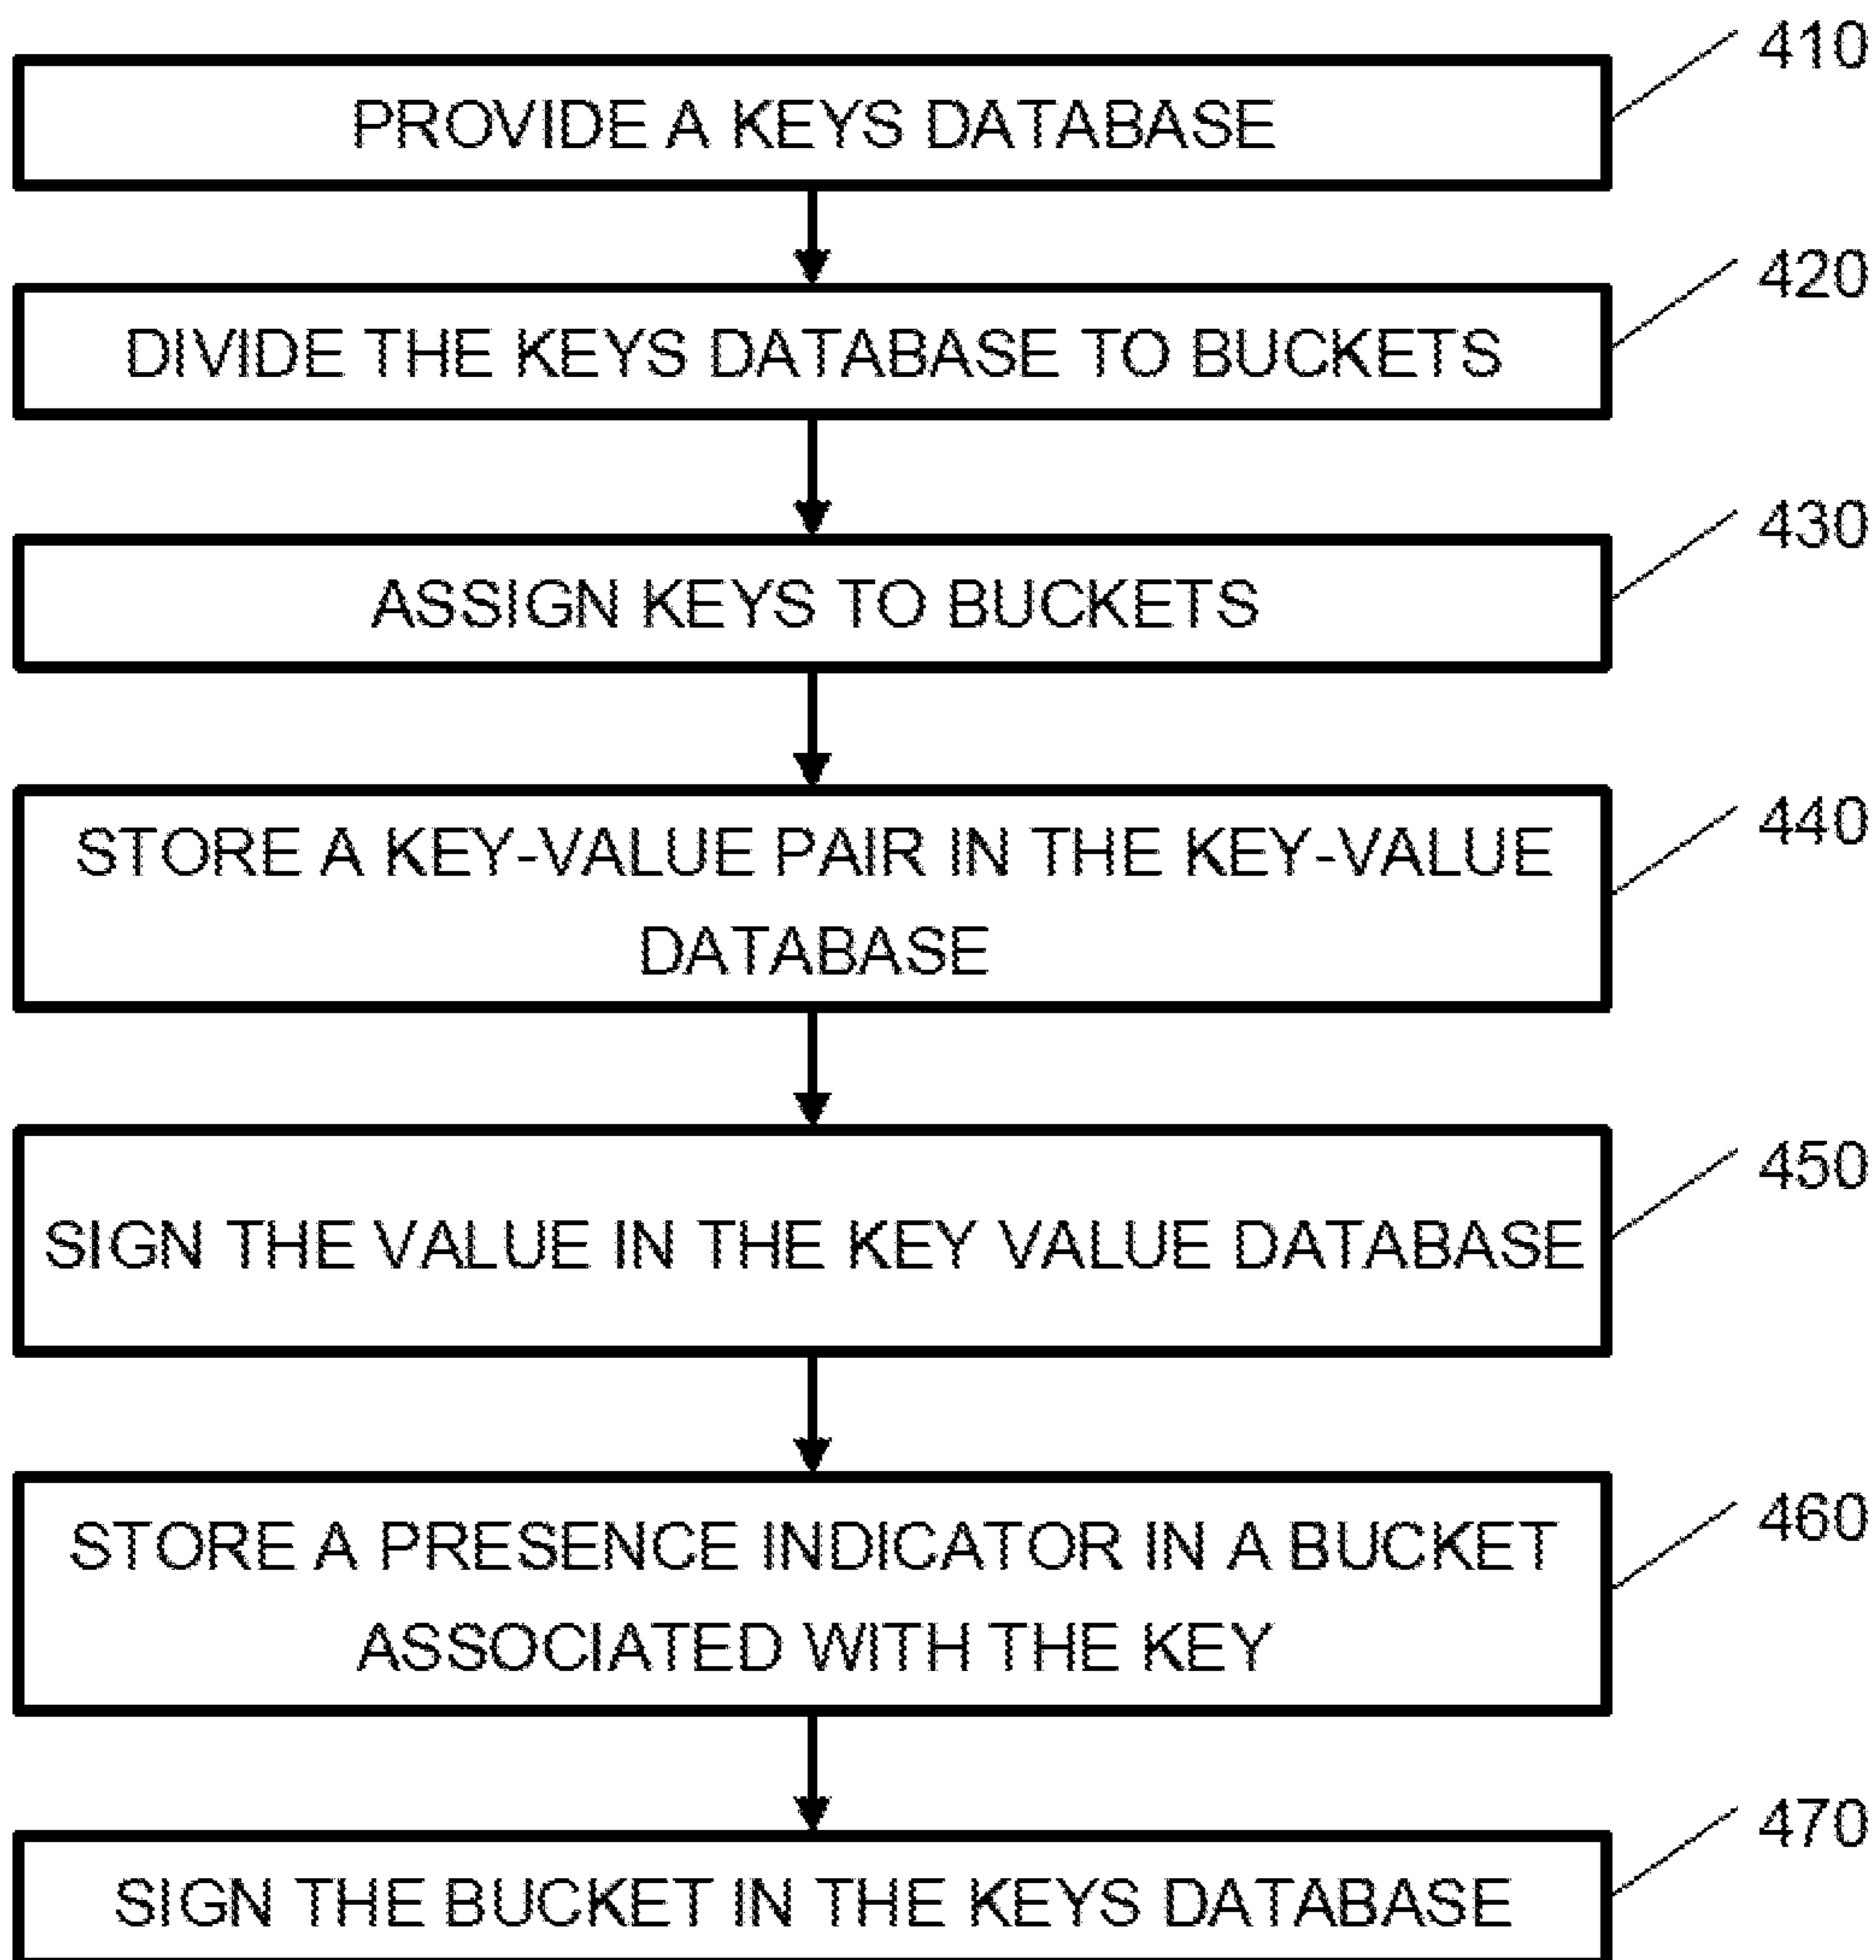 410
PROVIDE A KEYS DATABASE
420
DIVIDE THE KEYS DATABASE TO BUCKETS
430
ASSIGN KEYS TO BUCKETS
440
STORE A KEY-VALUE PAIR IN THE KEY-VALUE
DATABASE
450
SIGN THE VALUE IN THE KEY VALUE DATABASE
460
STORE A PRESENCE INDICATOR IN A BUCKET
ASSOCIATED WITH THE KEY
470
SIGN THE BUCKET IN THE KEYS DATABASE